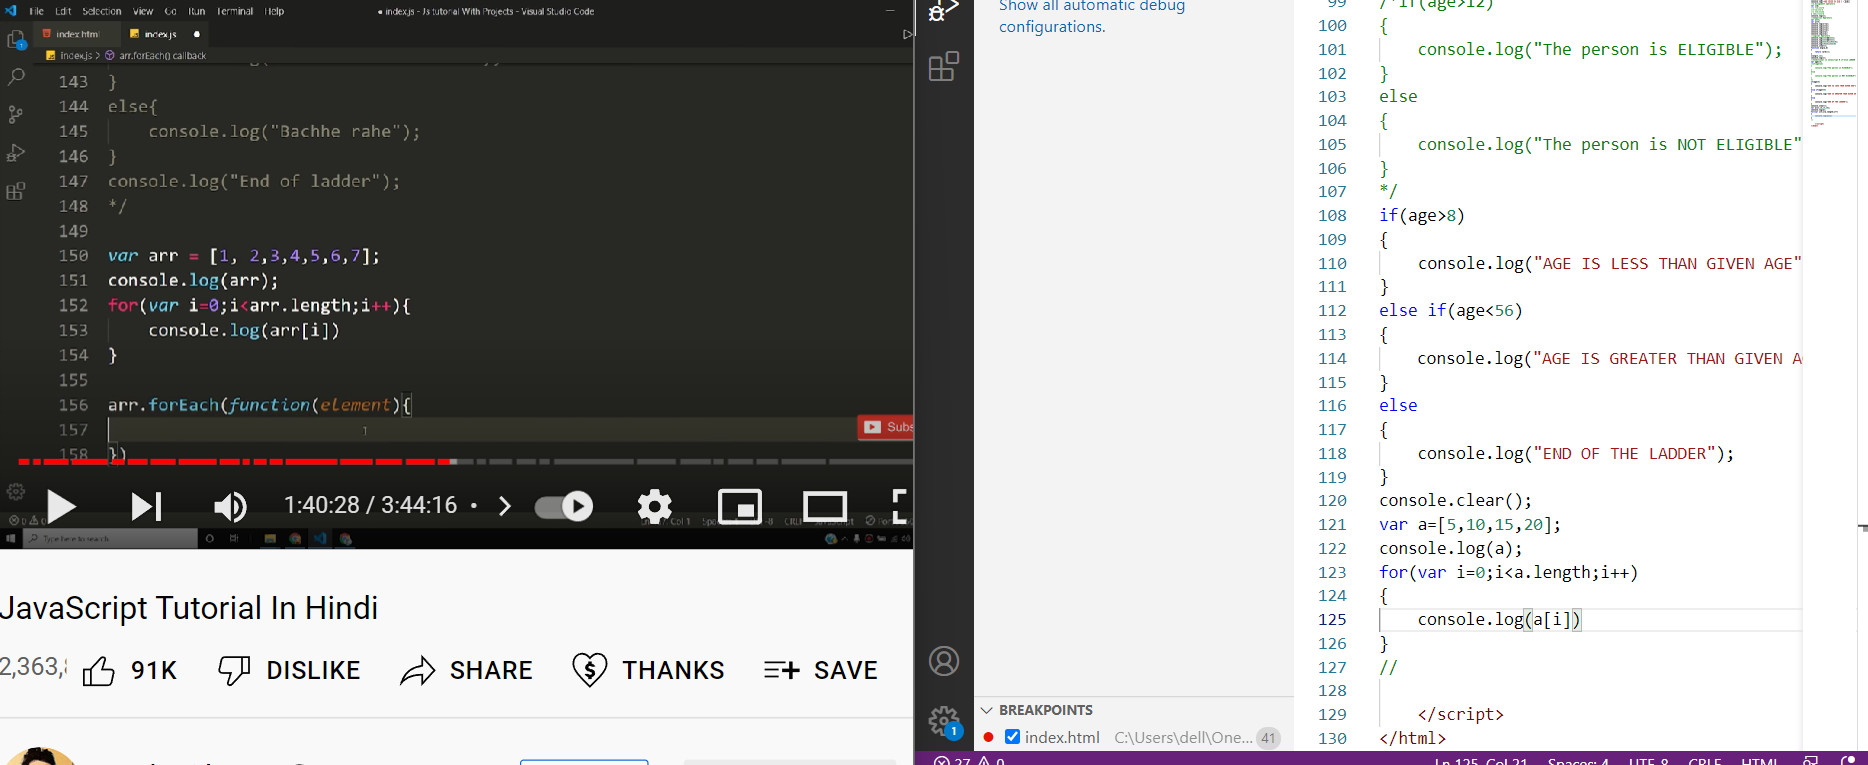 File Edit Selection View Go Run Terminal Help
● index.js - Js tutorial With Projects - Visual Studio Code
index.html
index.js ●
index.js > arr.forEach() callback
143 }
144 else{
145 console.log("Bachhe rahe");
146 }
147 console.log("End of ladder");
148 */
149
150 var arr = [1, 2,3,4,5,6,7];
151 console.log(arr);
152 for(var i=0;i<arr.length;i++){
153 console.log(arr[i])
154 }
155
156 arr.forEach(function(element){
157
158 })
Subs
1:40:28 / 3:44:16 •
Type here to search
JavaScript Tutorial In Hindi
2,363,
91K
DISLIKE
SHARE
THANKS
SAVE
Show all automatic debug
configurations.
1
BREAKPOINTS
index.html C:\Users\dell\One... 41
99 /*if(age>12)
100 {
101 console.log("The person is ELIGIBLE");
102 }
103 else
104 {
105 console.log("The person is NOT ELIGIBLE"
106 }
107 */
108 if(age>8)
109 {
110 console.log("AGE IS LESS THAN GIVEN AGE"
111 }
112 else if(age<56)
113 {
114 console.log("AGE IS GREATER THAN GIVEN A
115 }
116 else
117 {
118 console.log("END OF THE LADDER");
119 }
120 console.clear();
121 var a=[5,10,15,20];
122 console.log(a);
123 for(var i=0;i<a.length;i++)
124 {
125 console.log(a[i])
126 }
127 //
128
129 </script>
130 </html>
27 0
Ln 125, Col 21 Spaces: 4 UTF-8 CRLF HTML